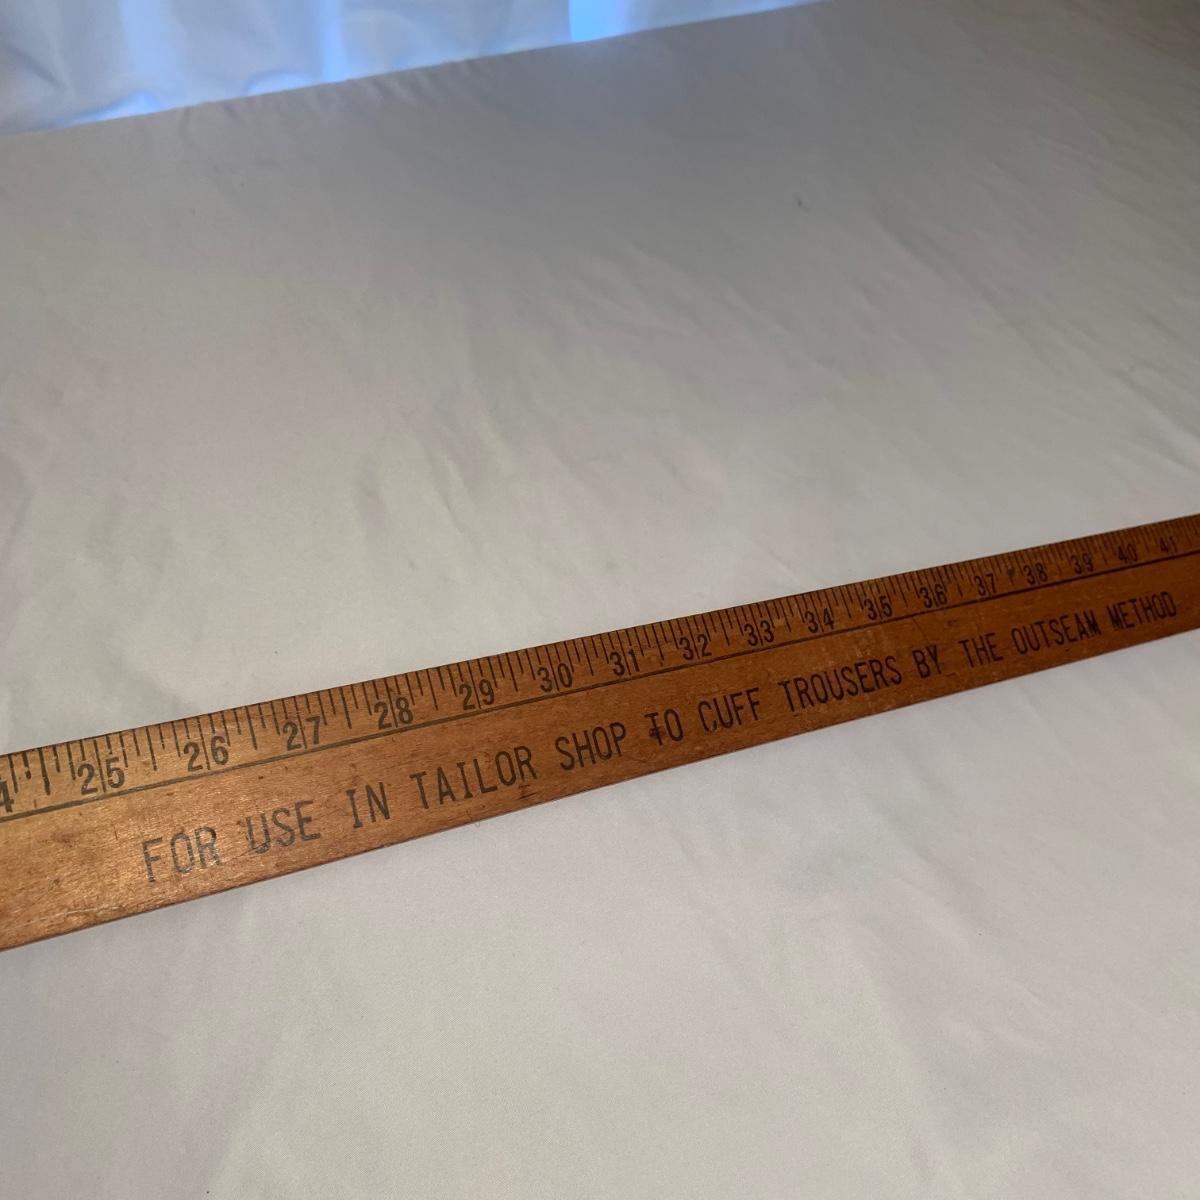 4 25 26 27 28 29 30 31 32 33 34 35 36 37 38 39 40 41
FOR USE IN TAILOR SHOP TO CUFF TROUSERS BY THE OUTSEAM METHOD